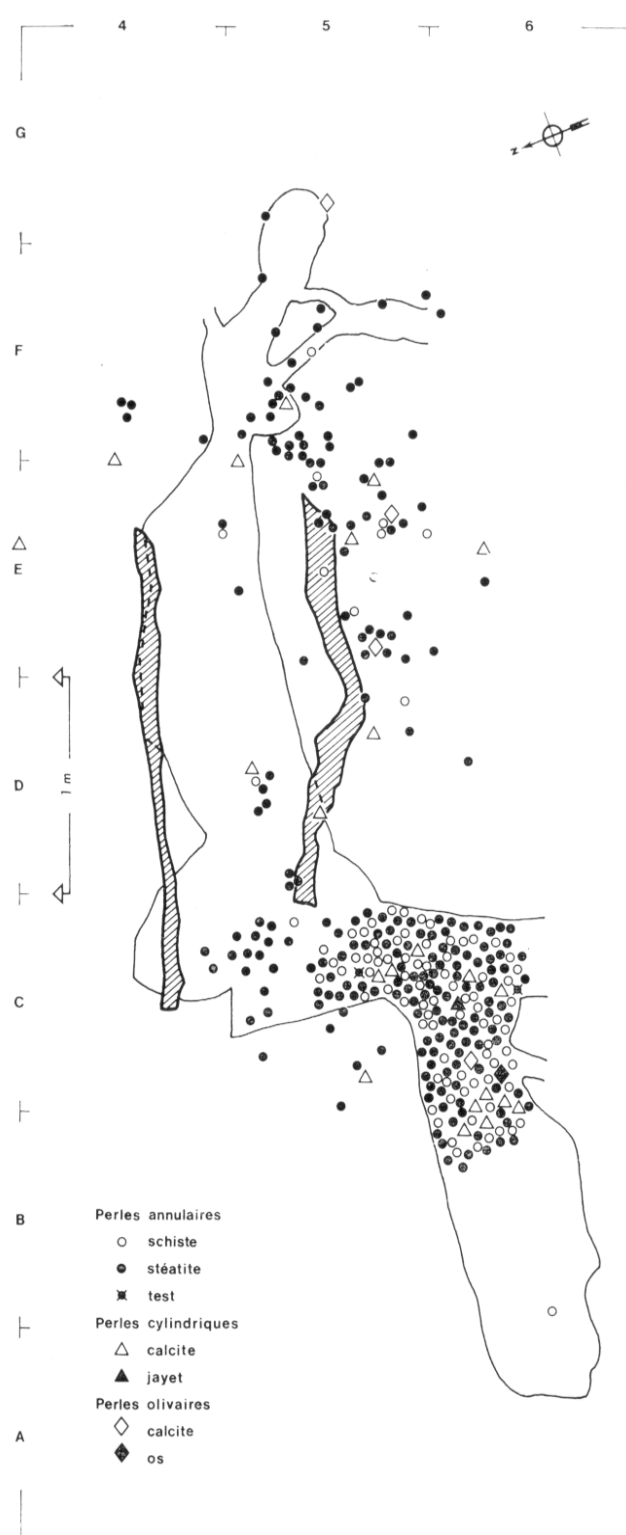 4 5 6
G
N
F
E
D
1 m
C
B
Perles annulaires
schiste
stéatite
test
Perles cylindriques
calcite
jayet
Perles olivaires
calcite
os
A